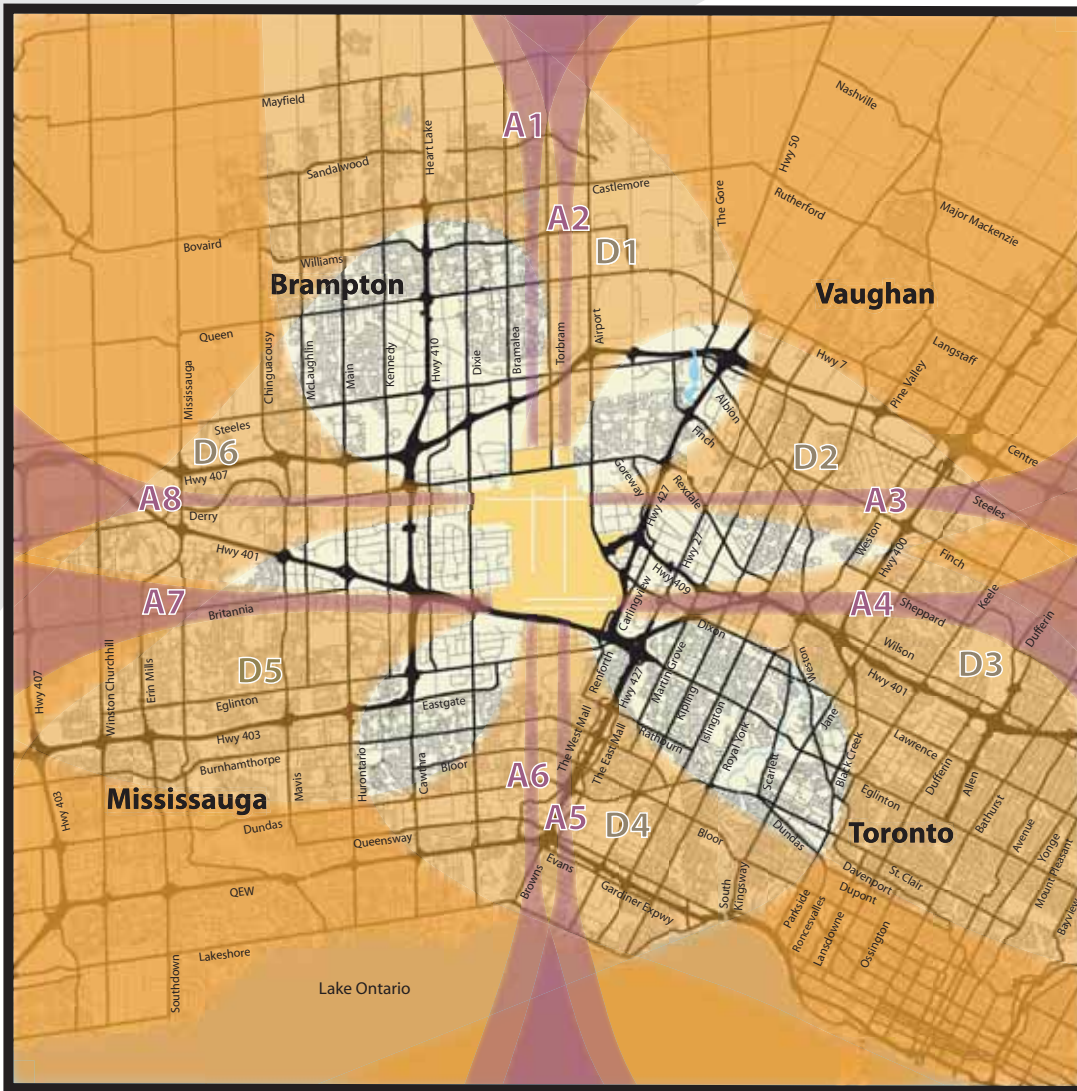 A1
Mayfield
Nashville
Heart Lake
Hwy 50
Sandalwood
Castlemore
The Gore
Rutherford
Major Mackenzie
A2
D1
Bovaird
Williams
Brampton
Vaughan
Queen
Chinguacousy
McLaughlin
Main
Kennedy
Hwy 410
Dixie
Bramalea
Torbram
Airport
Mississauga
Hwy 7
Langstaff
Pine Valley
Albion
Finch
Steeles
D6
Hwy 407
D2
Centre
Goreway
Hwy 427
Rexdale
A8
A3
Steeles
Derry
Hwy 401
Hwy 27
Weston
Hwy 400
Finch
Hwy 409
Keele
A7
Britannia
Carlingview
A4
Sheppard
Dufferin
Dixon
Wilson
Hwy 407
Winston Churchhill
Erin Mills
D5
Renforth
Hwy 427
Martin Grove
Kipling
Islington
Royal York
Scarlett
Weston
Jane
Black Creek
Hwy 401
D3
Eglinton
Eastgate
The West Mall
The East Mall
Rathburn
Hwy 403
Burnhamthorpe
Mavis
Hurontario
Cawthra
Bloor
Lawrence
Dufferin
Allen
Eglinton
Bathurst
Avenue
Yonge
Mount Pleasant
Bayview
A6
Hwy 403
Mississauga
A5
D4
Dundas
Queensway
Bloor
Dundas
Toronto
Evans
Browns
Gardiner Expwy
South
Kingsway
Davenport
St. Clair
Dupont
Parkside
Roncesvalles
Lansdowne
Ossington
QEW
Lakeshore
Southdown
Lake Ontario